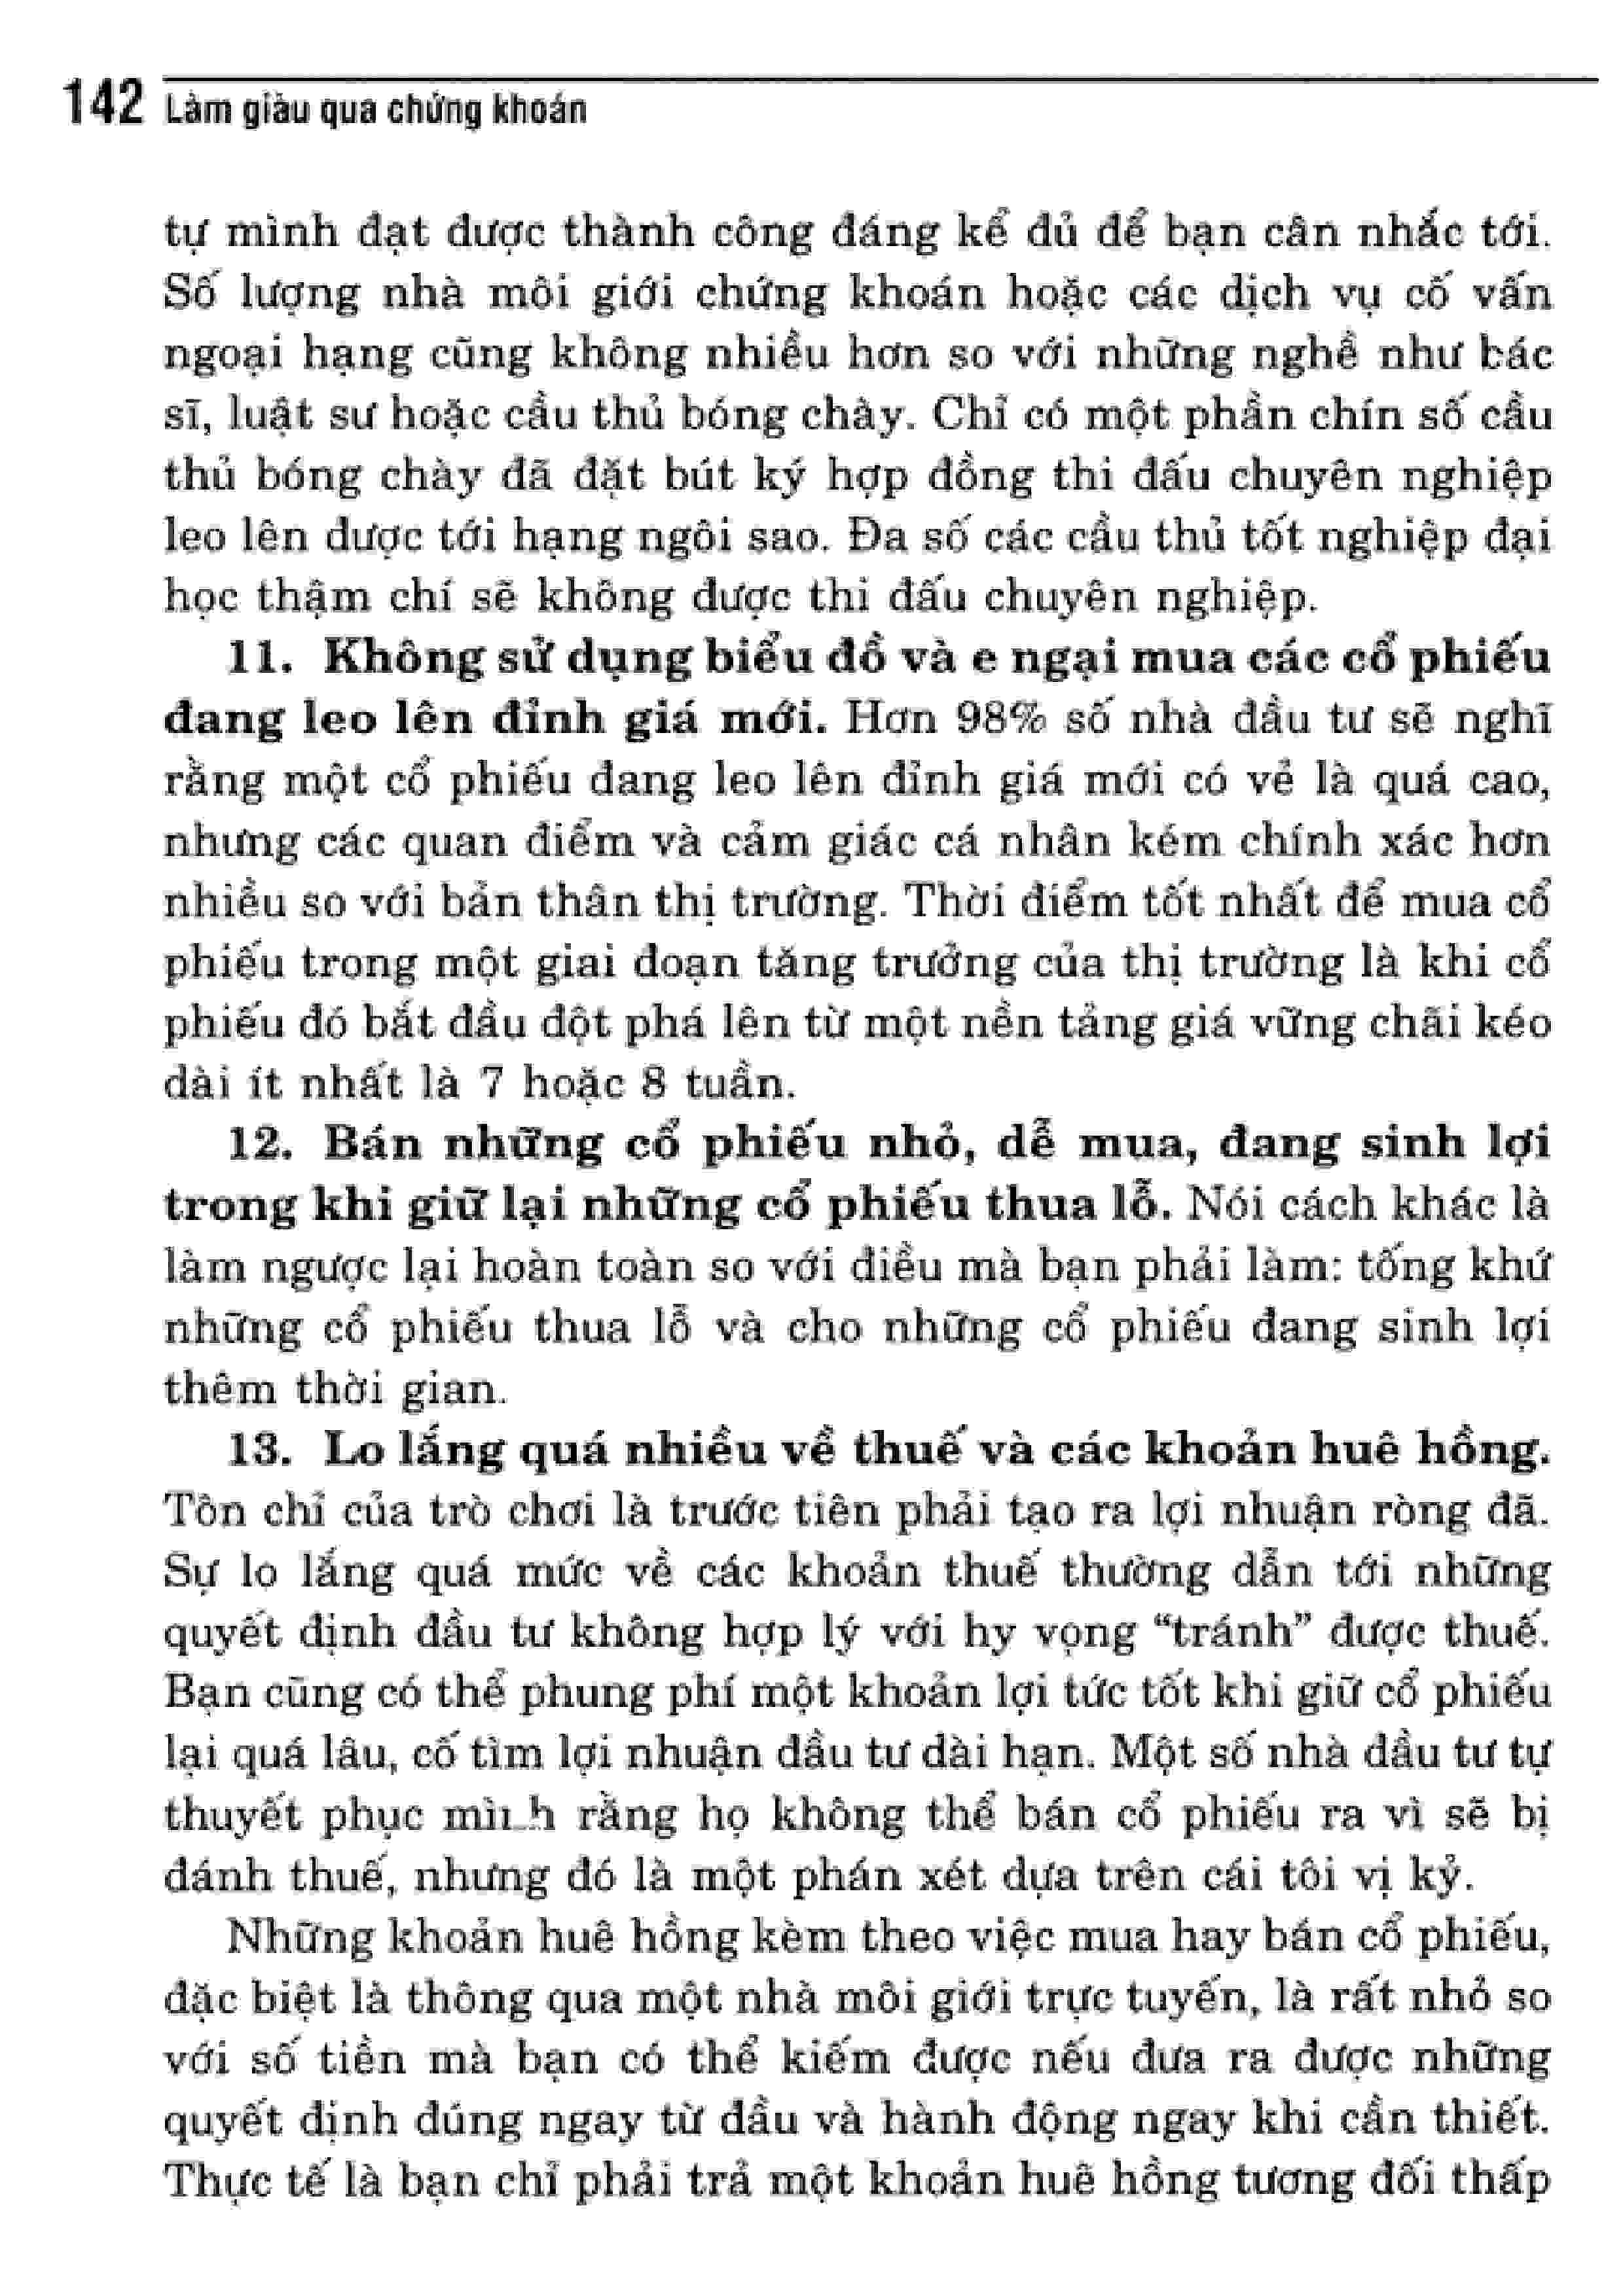 142 Làm giàu qua chứng khoán
tự mình đạt được thành công đáng kể đủ để bạn cân nhắc tới.
Số lượng nhà môi giới chứng khoán hoặc các dịch vụ cố vấn
ngoại hạng cũng không nhiều hơn so với những nghề như bác
sĩ, luật sư hoặc cầu thủ bóng chày. Chỉ có một phần chín số cầu
thủ bóng chày đã đặt bút ký hợp đồng thi đấu chuyên nghiệp
leo lên được tới hạng ngôi sao. Đa số các cầu thủ tốt nghiệp đại
học thậm chí sẽ không được thi đấu chuyên nghiệp.
11. Không sử dụng biểu đồ và e ngại mua các cổ phiếu
đang leo lên đỉnh giá mới. Hơn 98% số nhà đầu tư sẽ nghĩ
rằng một cổ phiếu đang leo lên đỉnh giá mới có vẻ là quá cao,
nhưng các quan điểm và cảm giác cá nhân kém chính xác hơn
nhiều so với bản thân thị trường. Thời điểm tốt nhất để mua cổ
phiếu trong một giai đoạn tăng trưởng của thị trường là khi cổ
phiếu đó bắt đầu đột phá lên từ một nền tảng giá vững chãi kéo
dài ít nhất là 7 hoặc 8 tuần.
12. Bán những cổ phiếu nhỏ, dễ mua, đang sinh lợi
trong khi giữ lại những cổ phiếu thua lỗ. Nói cách khác là
làm ngược lại hoàn toàn so với điều mà bạn phải làm: tống khứ
những cổ phiếu thua lỗ và cho những cổ phiếu đang sinh lợi
thêm thời gian.
13. Lo lắng quá nhiều về thuế và các khoản huê hồng.
Tôn chỉ của trò chơi là trước tiên phải tạo ra lợi nhuận ròng đã.
Sự lo lắng quá mức về các khoản thuế thường dẫn tới những
quyết định đầu tư không hợp lý với hy vọng “tránh” được thuế.
Bạn cũng có thể phung phí một khoản lợi tức tốt khi giữ cổ phiếu
lại quá lâu, cố tìm lợi nhuận đầu tư dài hạn. Một số nhà đầu tư tự
thuyết phục mình rằng họ không thể bán cổ phiếu ra vì sẽ bị
đánh thuế, nhưng đó là một phán xét dựa trên cái tôi vị kỷ.
Những khoản huê hồng kèm theo việc mua hay bán cổ phiếu,
đặc biệt là thông qua một nhà môi giới trực tuyến, là rất nhỏ so
với số tiền mà bạn có thể kiếm được nếu đưa ra được những
quyết định đúng ngay từ đầu và hành động ngay khi cần thiết.
Thực tế là bạn chỉ phải trả một khoản huê hồng tương đối thấp